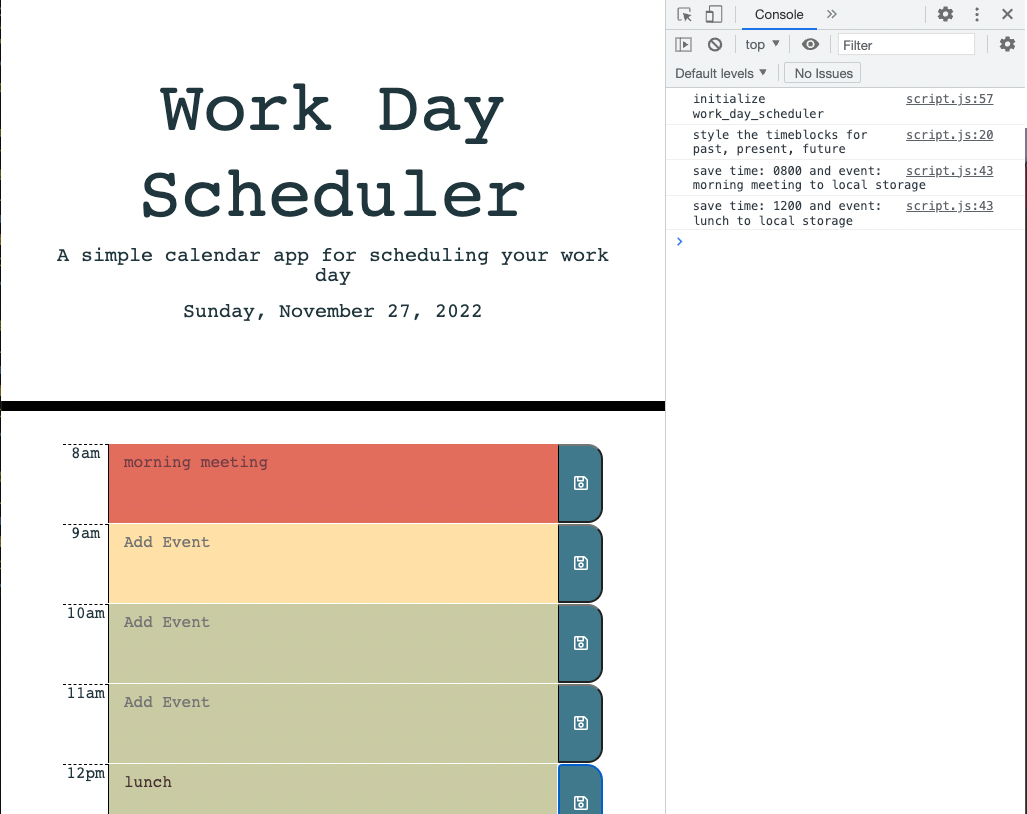 Work Day
Scheduler
A simple calendar app for scheduling your work
day
Sunday, November 27, 2022
8am
morning meeting
9am
Add Event
10am
Add Event
11am
Add Event
12pm
lunch
Console
top
Filter
Default levels
No Issues
initialize script.js:57
work_day_scheduler
style the timeblocks for script.js:20
past, present, future
save time: 0800 and event: script.js:43
morning meeting to local storage
save time: 1200 and event: script.js:43
lunch to local storage